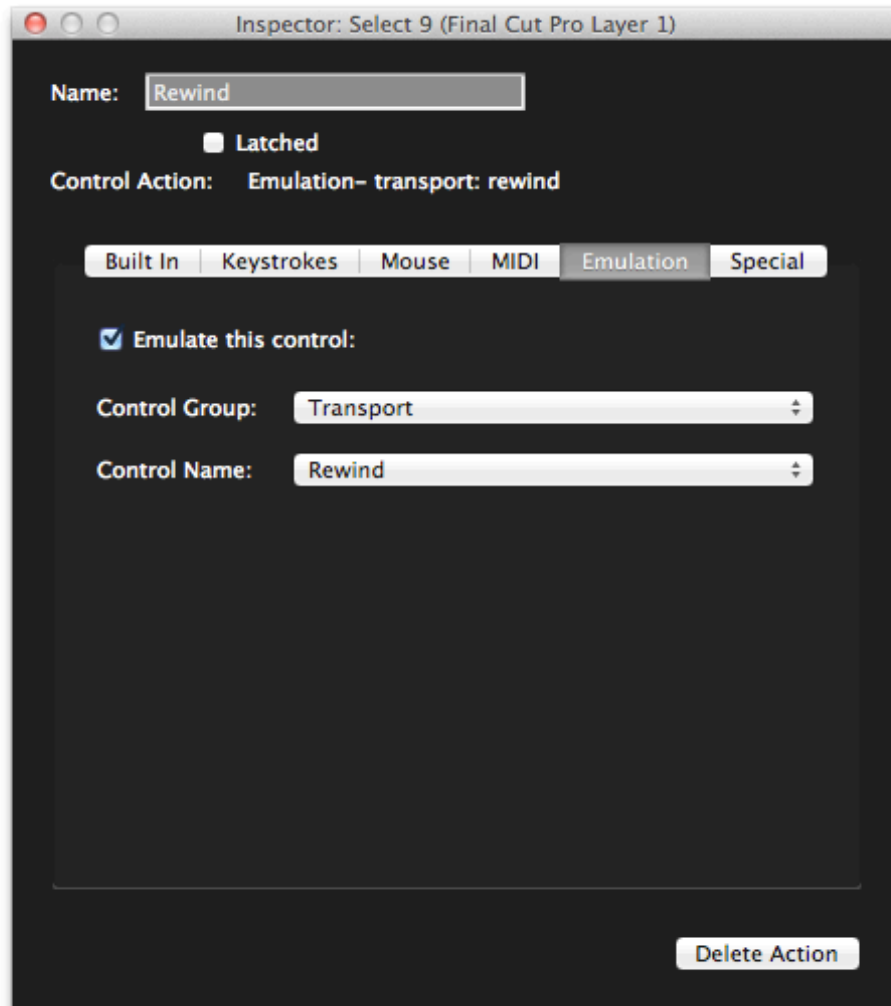 Inspector: Select 9 (Final Cut Pro Layer 1)
Name: Rewind
Latched
Control Action: Emulation– transport: rewind
Built In Keystrokes Mouse MIDI Emulation Special
Emulate this control:
Control Group: Transport
Control Name: Rewind
Delete Action